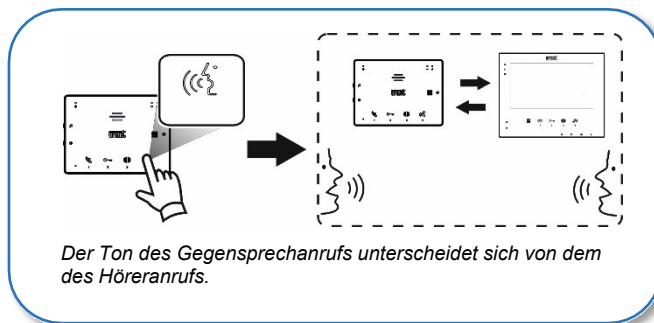 Der Ton des Gegensprechanrufs unterscheidet sich von dem
des Höreranrufs.